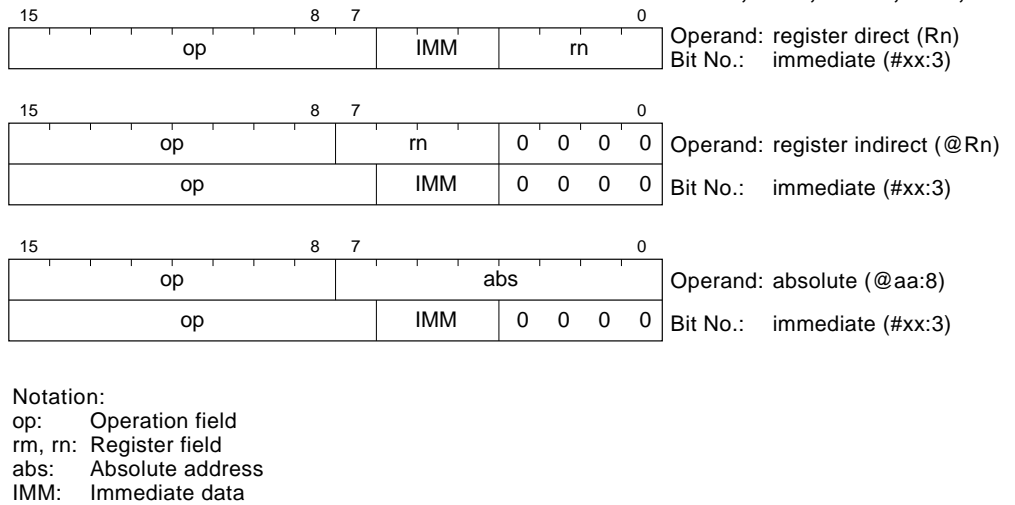 15 8 7 0
op IMM rn Operand: register direct (Rn)
Bit No.: immediate (#xx:3)
15 8 7 0
op rn 0 0 0 0 Operand: register indirect (@Rn)
op IMM 0 0 0 0 Bit No.: immediate (#xx:3)
15 8 7 0
op abs Operand: absolute (@aa:8)
op IMM 0 0 0 0 Bit No.: immediate (#xx:3)
Notation:
op: Operation field
rm, rn: Register field
abs: Absolute address
IMM: Immediate data